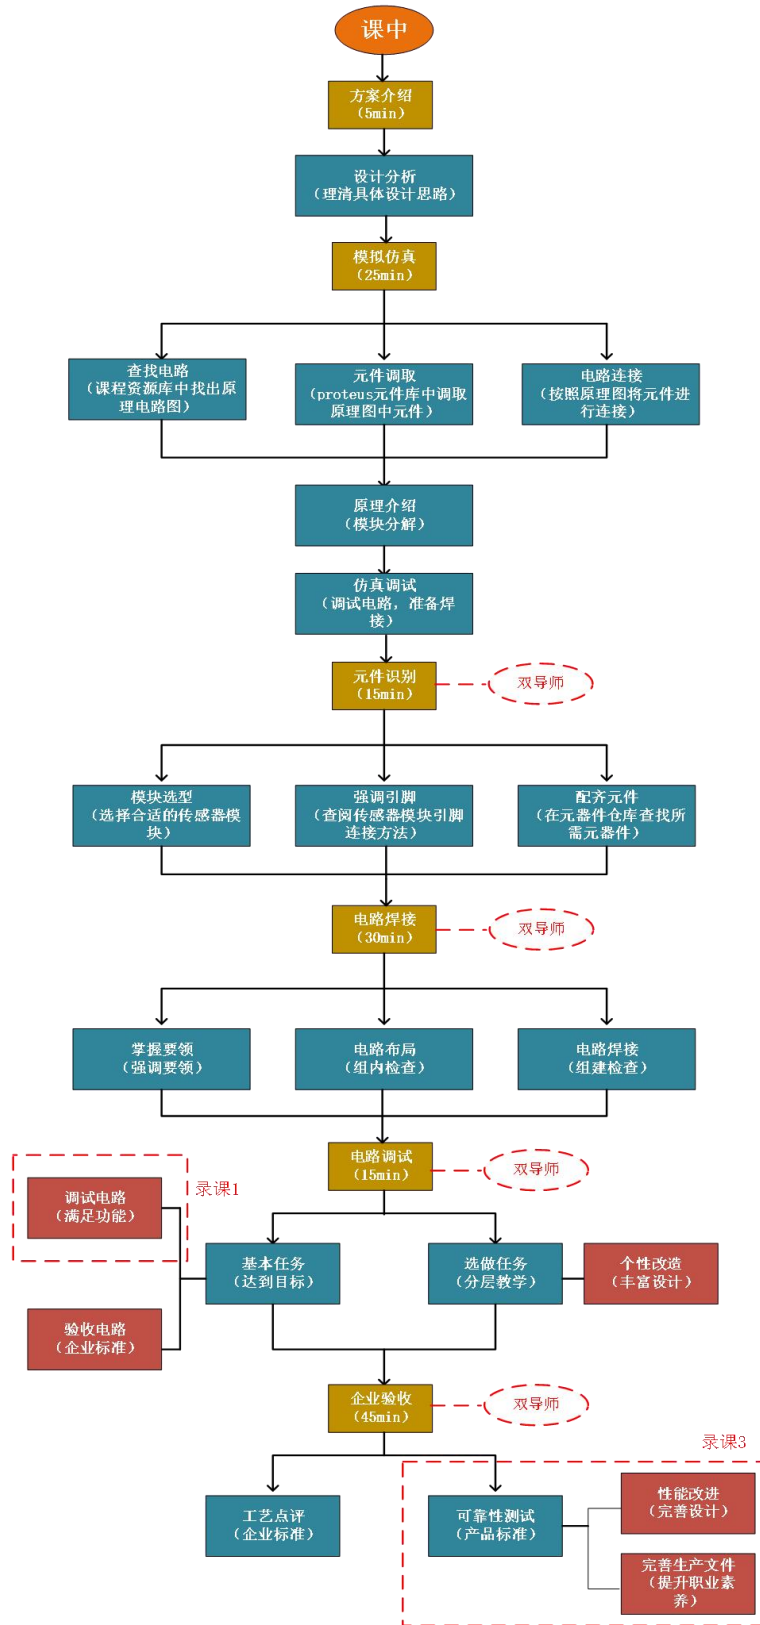 课中
方案介绍
（5min）
设计分析
（理清具体设计思路）
模拟仿真
（25min）
查找电路
（课程资源库中找出原
理电路图）
元件调取
（proteus元件库中调取
原理图中元件）
电路连接
（按照原理图将元件进
行连接）
原理介绍
（模块分解）
仿真调试
（调试电路，准备焊
接）
元件识别
（15min）
双导师
模块选型
（选择合适的传感器模
块）
强调引脚
（查阅传感器模块引脚
连接方法）
配齐元件
（在元器件仓库查找所
需元器件）
电路焊接
（30min）
双导师
掌握要领
（强调要领）
电路布局
（组内检查）
电路焊接
（组建检查）
电路调试
（15min）
双导师
录课1
调试电路
（满足功能）
基本任务
（达到目标）
选做任务
（分层教学）
个性改造
（丰富设计）
验收电路
（企业标准）
企业验收
（45min）
双导师
录课3
工艺点评
（企业标准）
可靠性测试
（产品标准）
性能改进
（完善设计）
完善生产文件
（提升职业素
养）